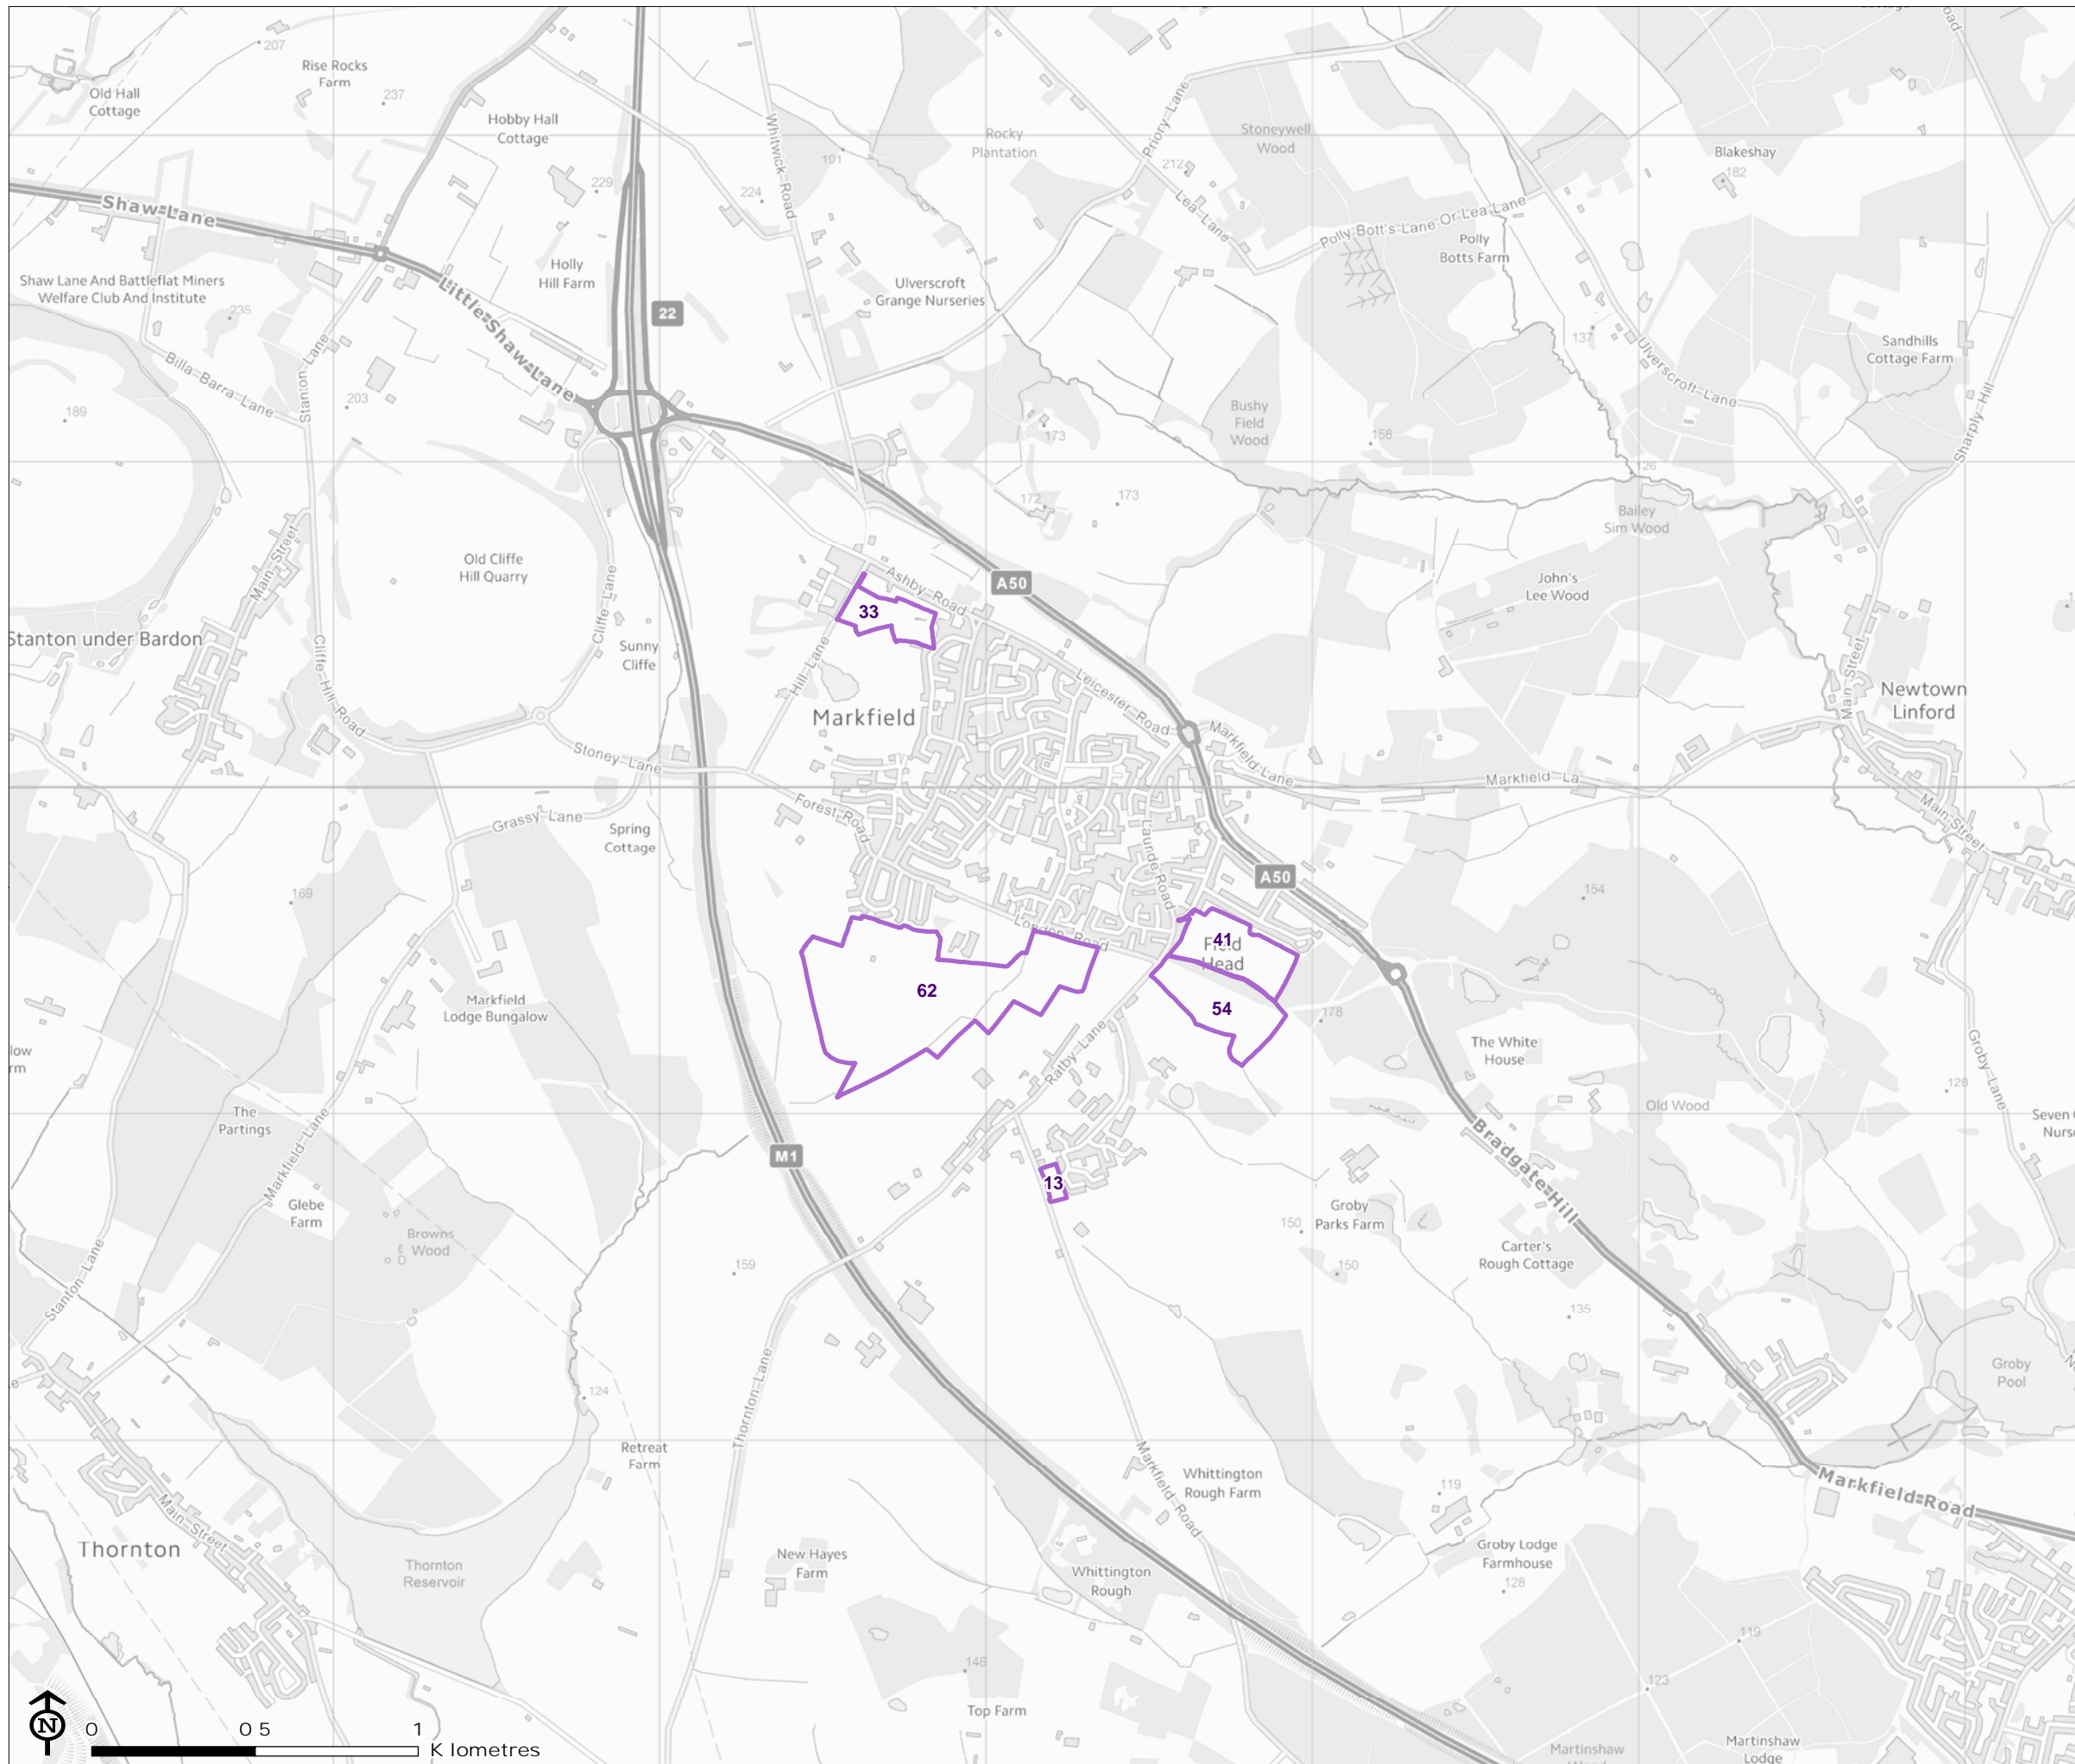 207
Rise Rocks
Farm
237
Old Hall
Cottage
Hobby Hall
Cottage
Whitwick Road
191
Rocky
Plantation
Priory Lane
212
Stoneywell
Wood
Blakeshay
182
229
224
Lea Lane
Polly Bott's Lane Or Lea Lane
Polly
Botts Farm
Shaw Lane
Holly
Hill Farm
Shaw Lane And Battleflat Miners
Welfare Club And Institute
235
Little Shaw Lane
22
Ulverscroft
Grange Nurseries
137
Ulverscroft Lane
Sandhills
Cottage Farm
Sharply Hill
Billa Barra Lane
Stanton Lane
203
189
Bushy
Field
Wood
173
158
126
172
173
Bailey
Sim Wood
Main Street
Old Cliffe
Hill Quarry
Cliffe Lane
Ashby Road
A50
33
John's
Lee Wood
Stanton under Bardon
Cliffe Hill Road
Sunny
Cliffe
Hill Lane
Leicester Road
Markfield
Markfield Lane
Main Street
Newtown
Linford
Stoney Lane
Markfield La
Forest Road
Grassy Lane
Spring
Cottage
Launde Road
Main Street
A50
169
154
London Road
41
Field
Head
62
54
Markfield
Lodge Bungalow
178
The White
House
Groby Lane
128
low
rm
Ratby Lane
Old Wood
The
Partings
Markfield Lane
Seven
Nurs
M1
Bradgate Hill
13
Glebe
Farm
Browns
Wood
Groby
Parks Farm
150
150
Carter's
Rough Cottage
Stanton Lane
159
135
Thornton Lane
124
Groby
Pool
Retreat
Farm
Markfield Road
Whittington
Rough Farm
119
Markfield Road
Main Street
Thornton
Thornton
Reservoir
New Hayes
Farm
Whittington
Rough
Groby Lodge
Farmhouse
128
119
146
123
Top Farm
Martinshaw
Martinshaw
Lodge
N
0 0 5 1
K lometres